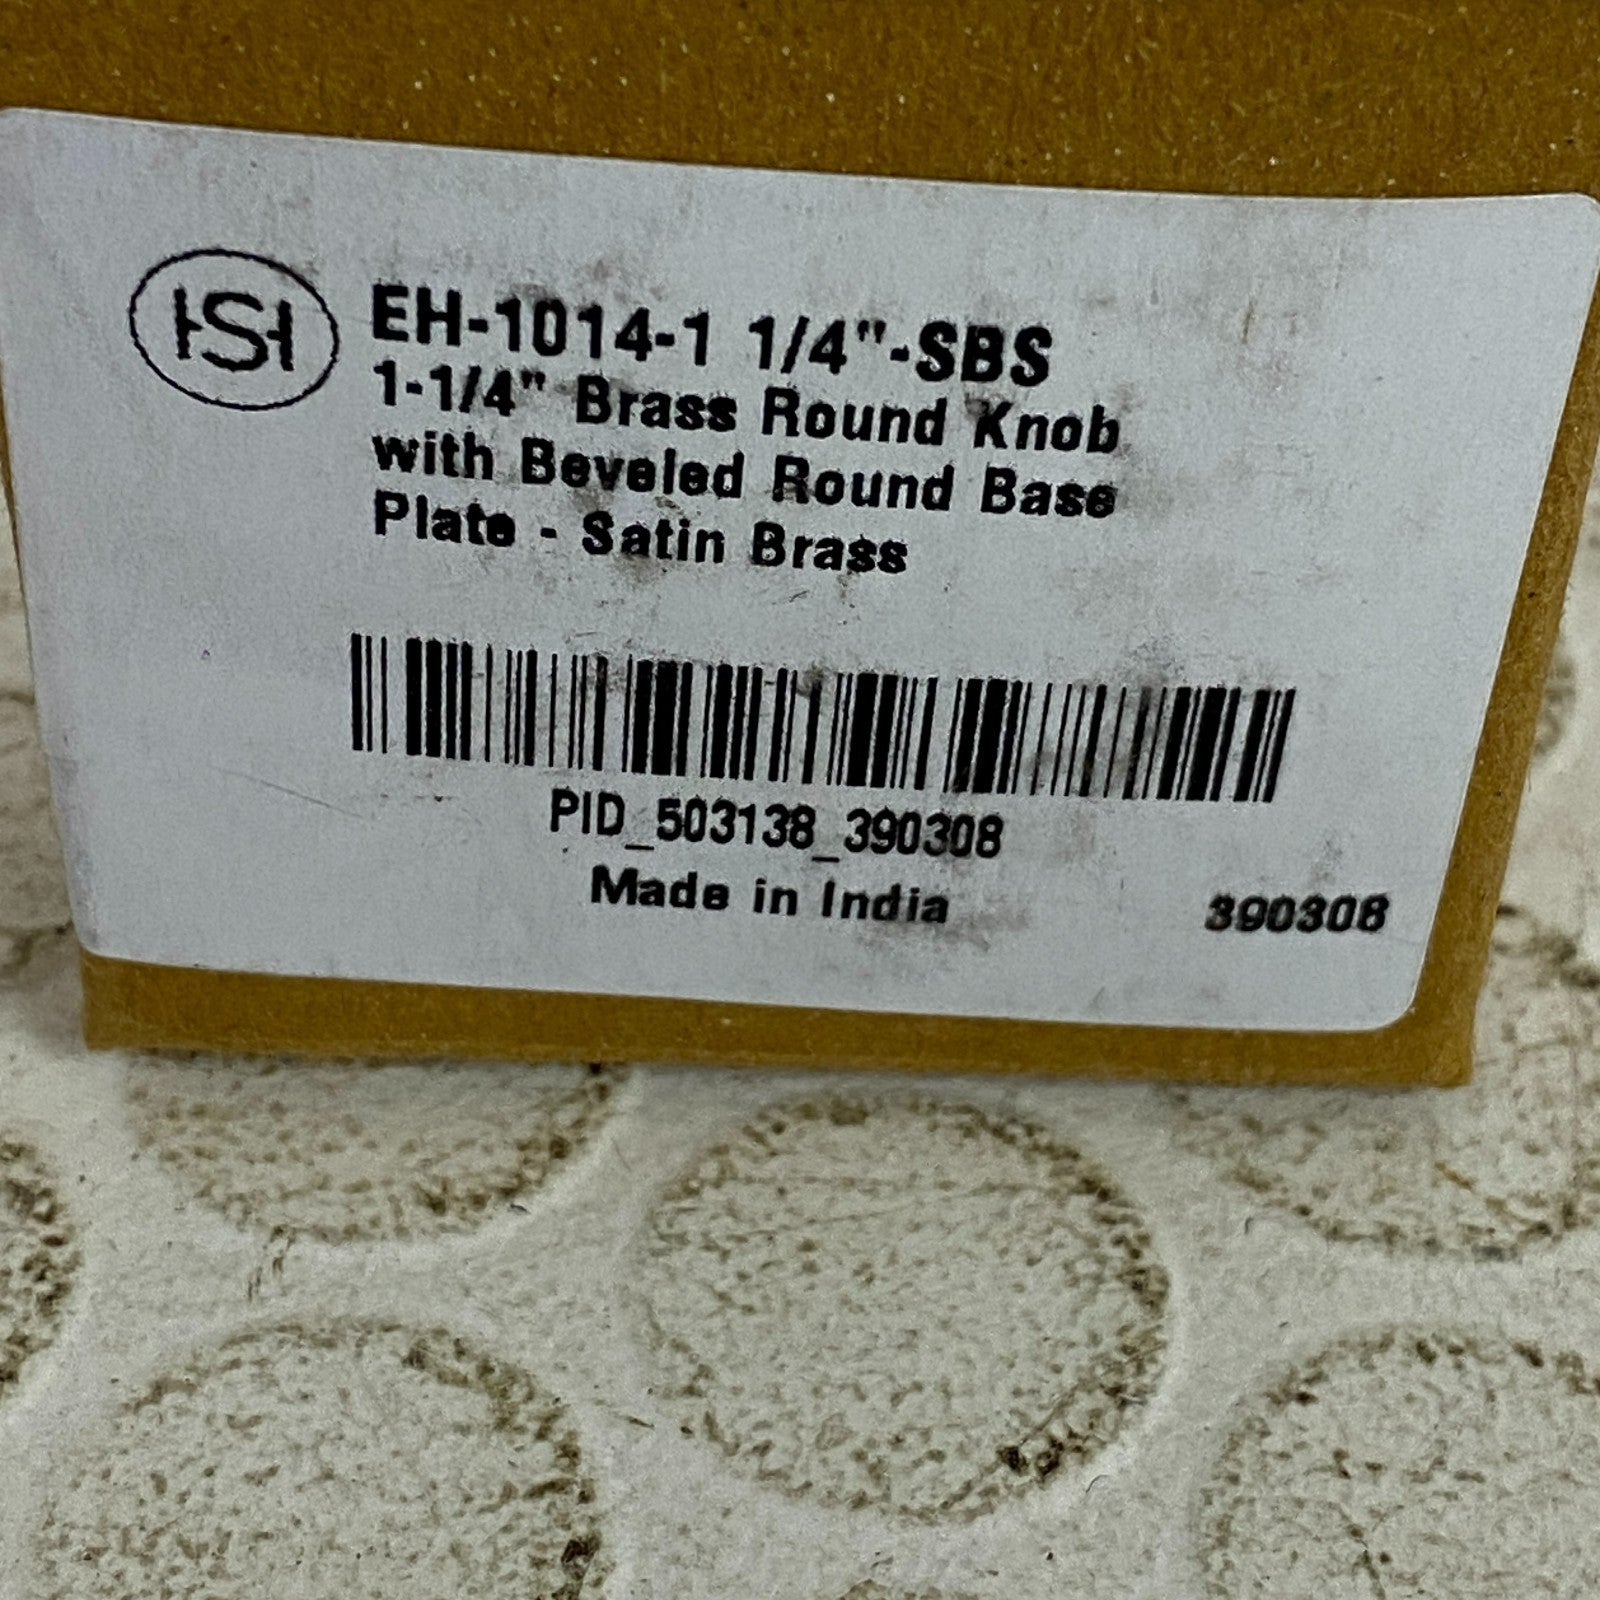 HSH
EH-1014-1 1/4"-SBS
1-1/4" Brass Round Knob
with Beveled Round Base
Plate - Satin Brass
PID_503138_390308
Made in India
390308